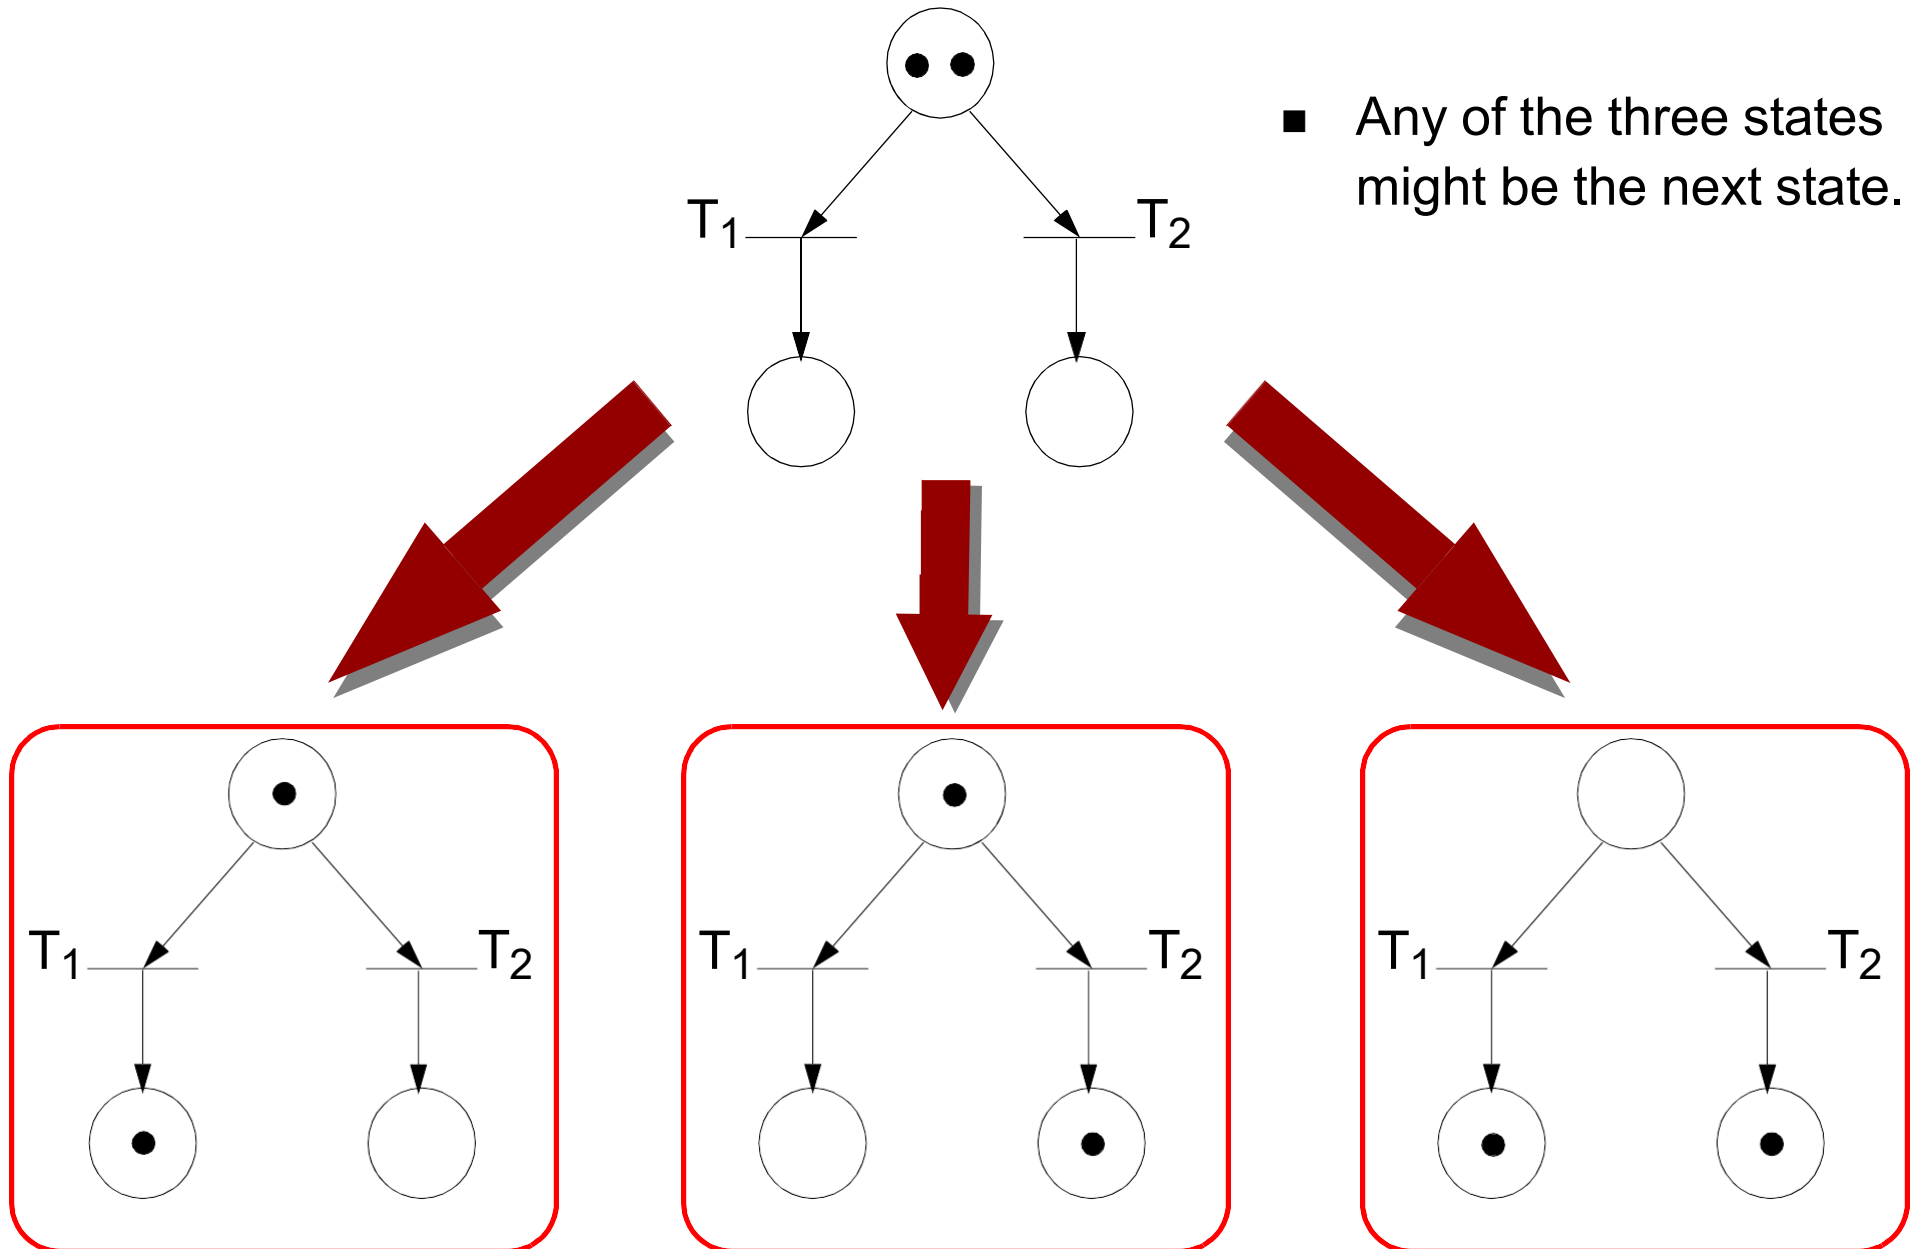 ■ Any of the three states
might be the next state.
T1 T2
T1 T2 T1 T2 T1 T2